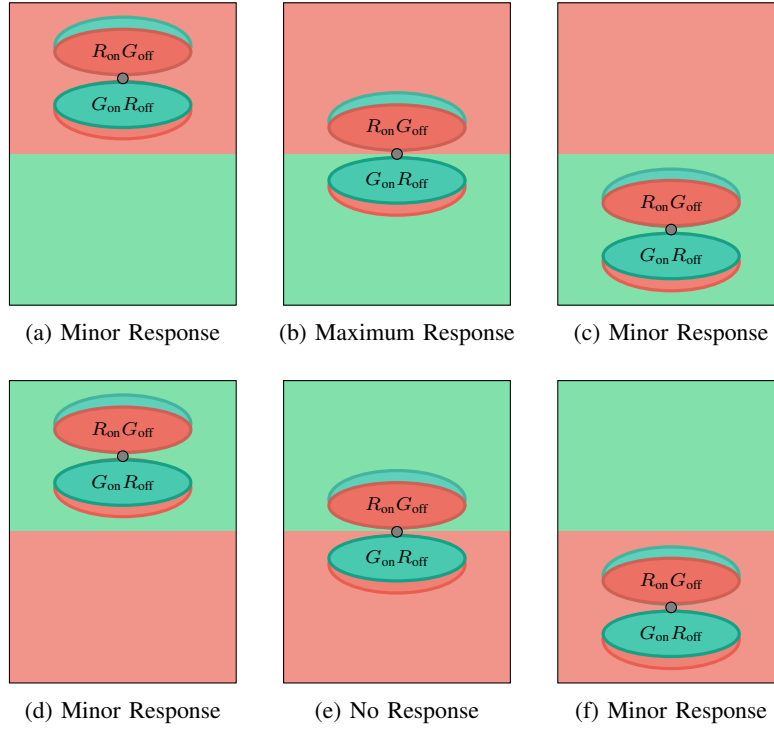 R_on G_off
G_on R_off
R_on G_off
G_on R_off
R_on G_off
G_on R_off
(a) Minor Response
(b) Maximum Response
(c) Minor Response
R_on G_off
G_on R_off
R_on G_off
G_on R_off
R_on G_off
G_on R_off
(d) Minor Response
(e) No Response
(f) Minor Response